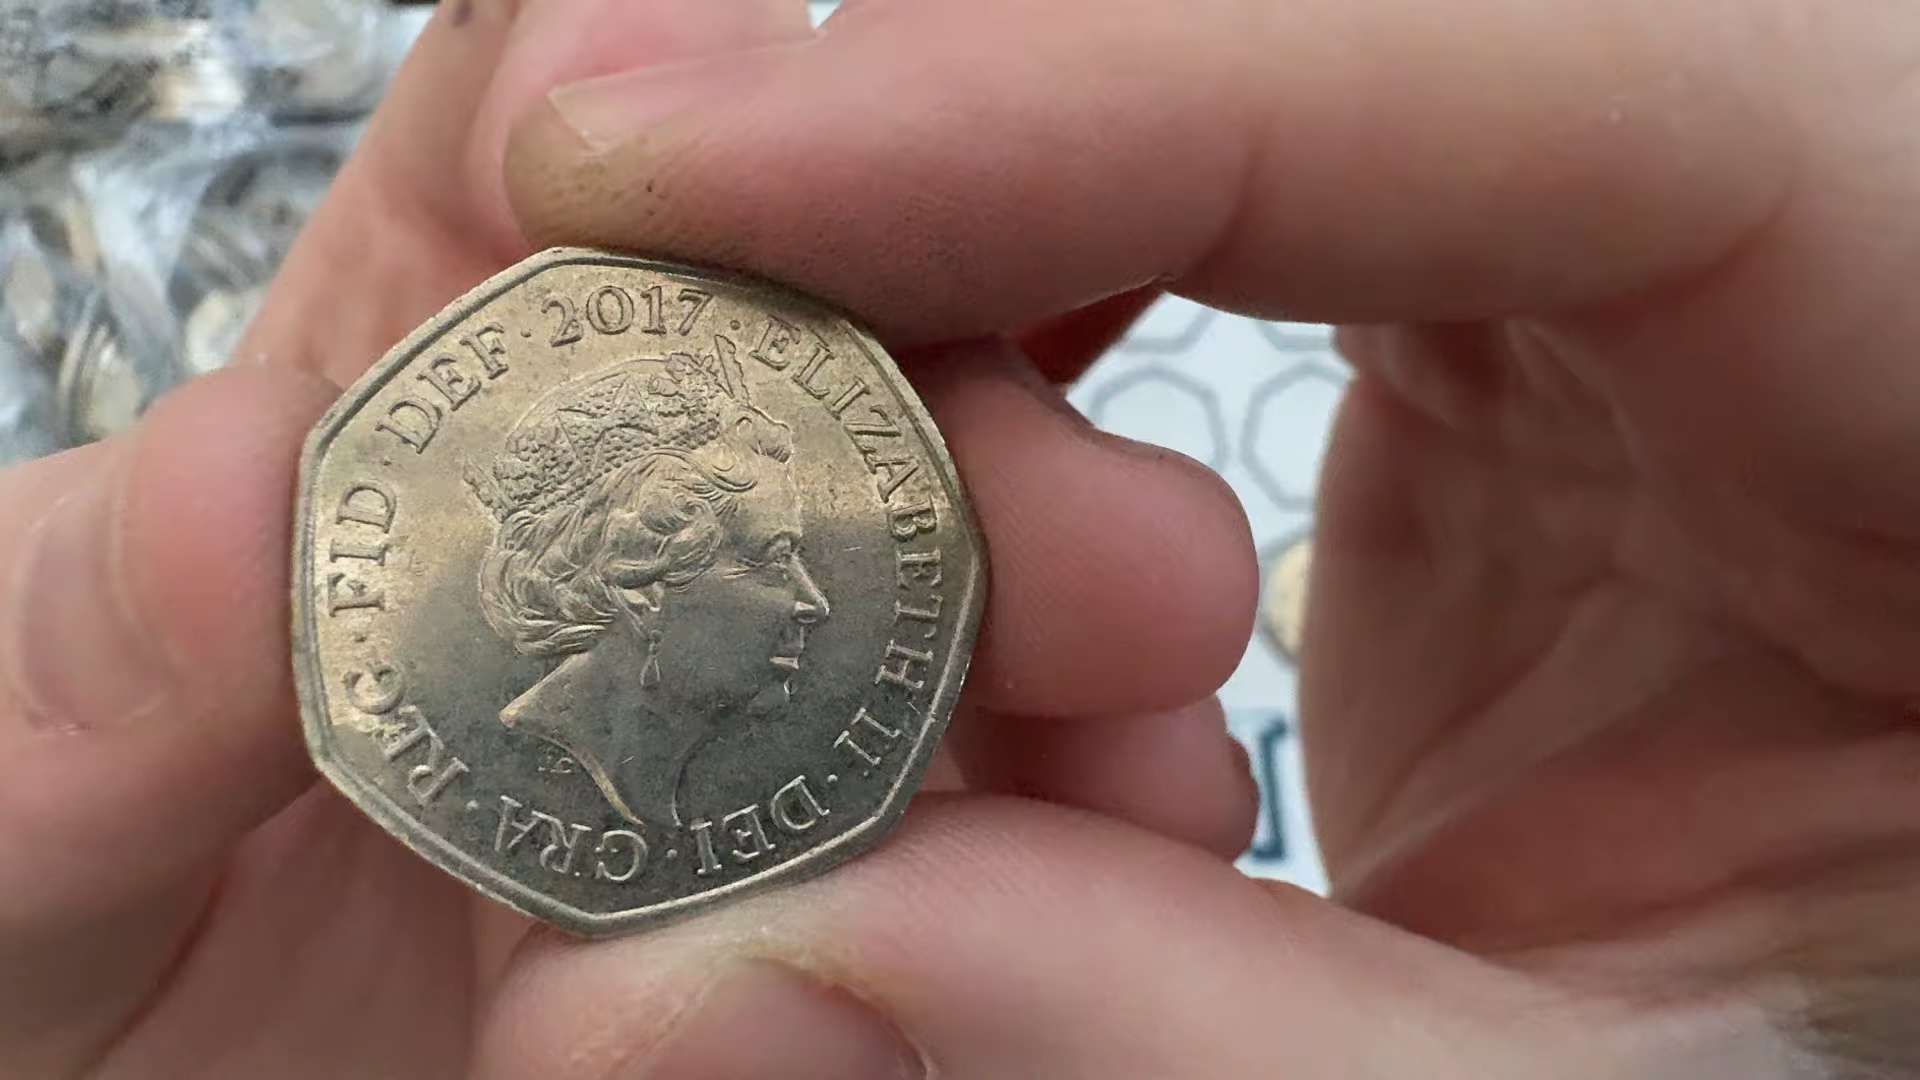 ELIZABETH II · DEI · GRA · REG · FID · DEF · 2017 ·